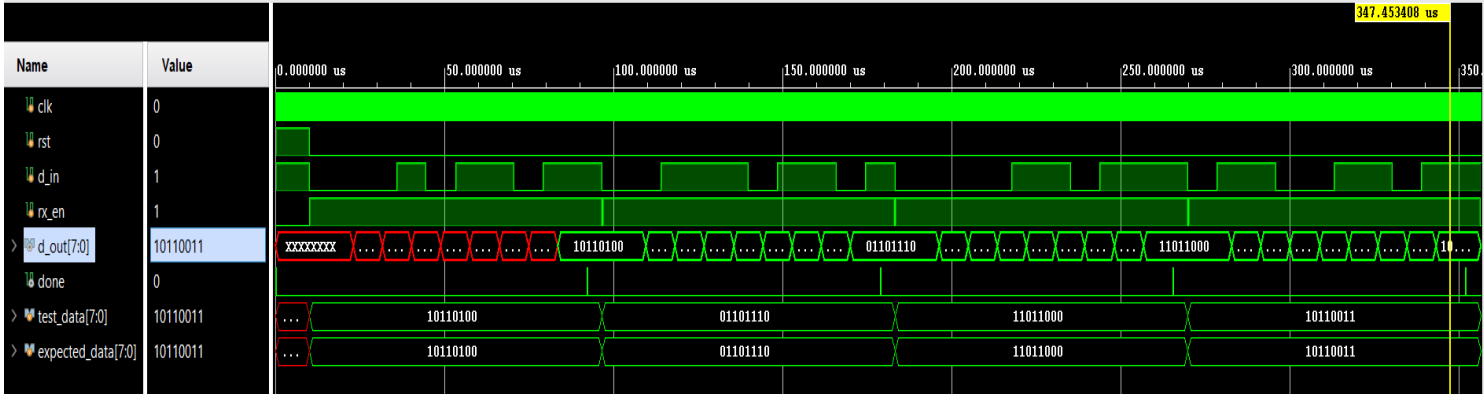 347.453408 us
Name Value
0.000000 us 50.000000 us 100.000000 us 150.000000 us 200.000000 us 250.000000 us 300.000000 us 350.
clk 0
rst 0
d_in 1
rx_en 1
d_out[7:0] 10110011 XXXXXXXX ... ... ... ... ... ... ... 10110100 ... ... ... ... ... ... ... 01101110 ... ... ... ... ... ... ... 11011000 ... ... ... ... ... ... ... 10...
done 0
test_data[7:0] 10110011 ... 10110100 01101110 11011000 10110011
expected_data[7:0] 10110011 ... 10110100 01101110 11011000 10110011